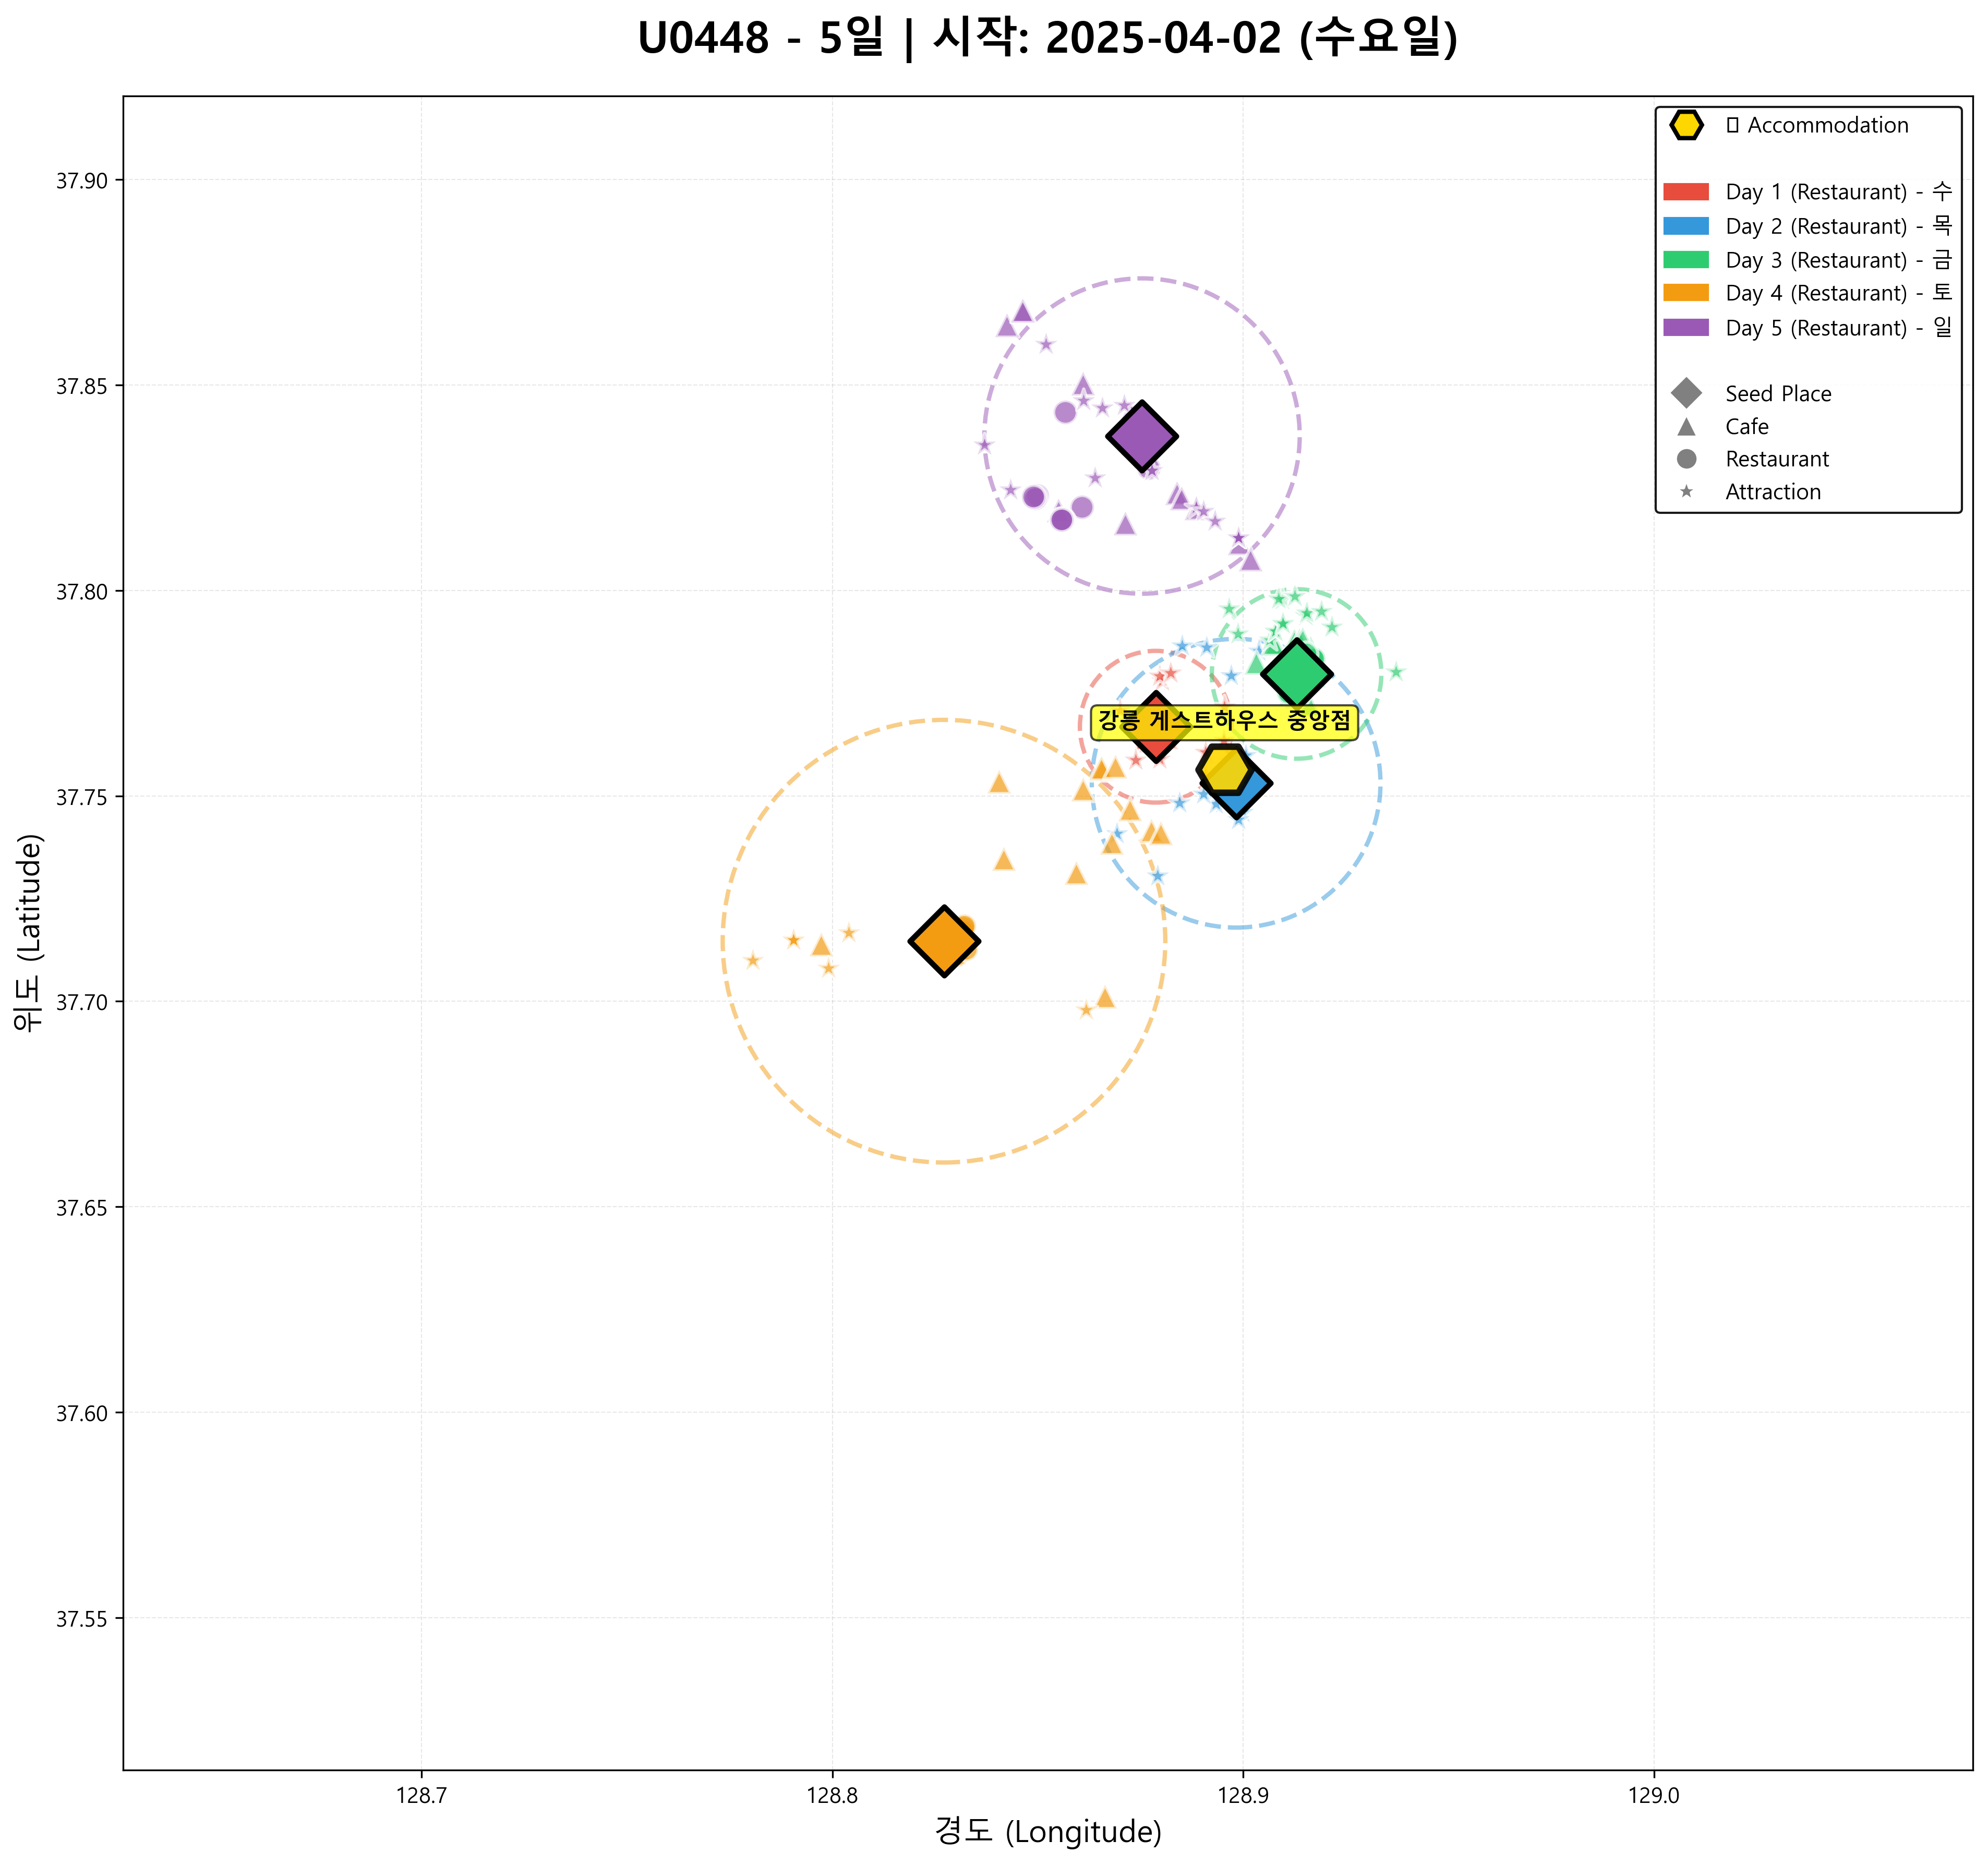 U0448 - 5일 | 시작: 2025-04-02 (수요일)
Accommodation
Day 1 (Restaurant) - 수
Day 2 (Restaurant) - 목
Day 3 (Restaurant) - 금
Day 4 (Restaurant) - 토
Day 5 (Restaurant) - 일
Seed Place
Cafe
Restaurant
Attraction
37.90
37.85
37.80
37.75
37.70
37.65
37.60
37.55
위도 (Latitude)
강릉 게스트하우스 중앙점
128.7
128.8
128.9
129.0
경도 (Longitude)